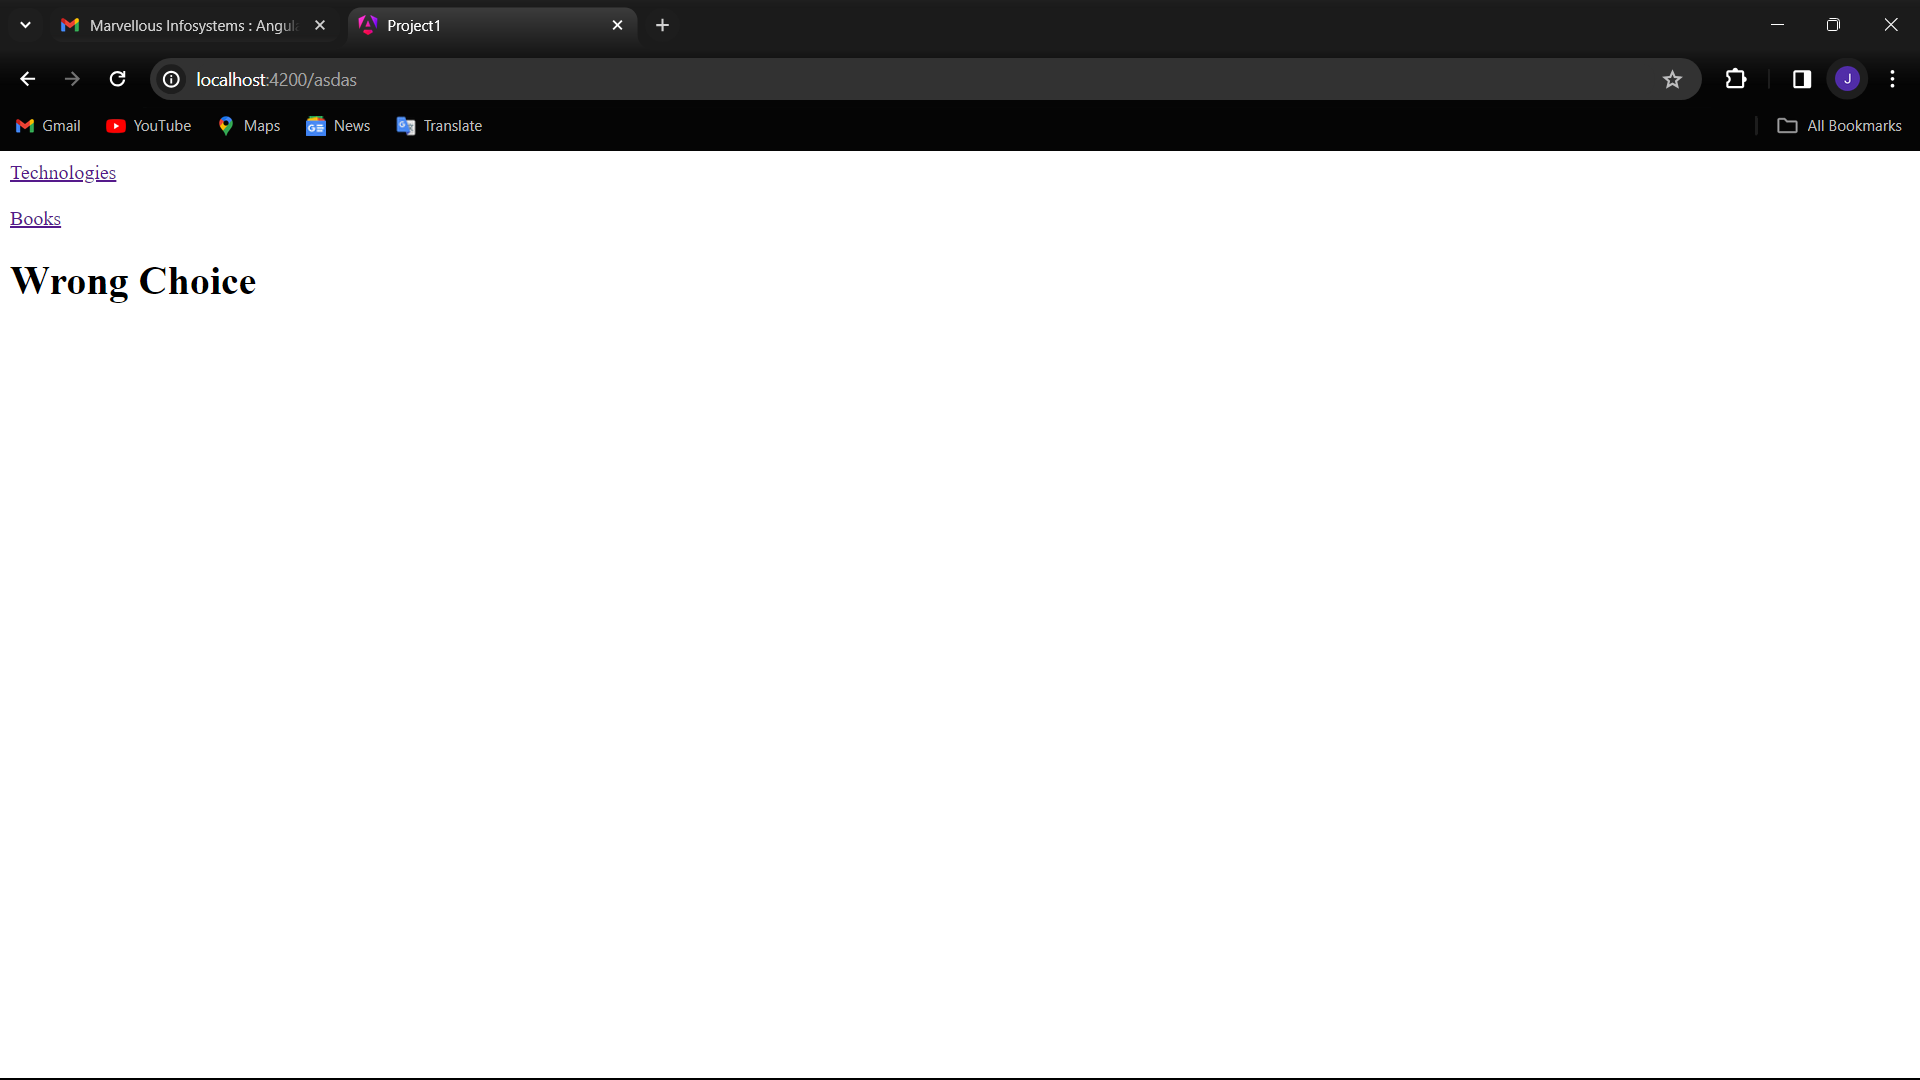 Marvellous Infosystems : Angul
Project1
localhost:4200/asdas
J
Gmail
YouTube
Maps
News
Translate
All Bookmarks
Technologies
Books
Wrong Choice